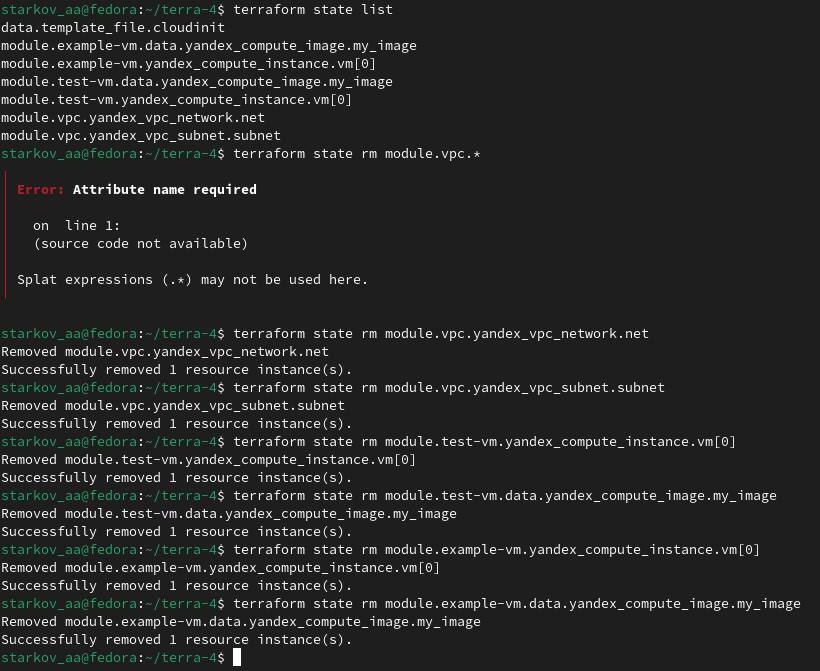 starkov_aa@fedora:~/terra-4$ terraform state list
data.template_file.cloudinit
module.example-vm.data.yandex_compute_image.my_image
module.example-vm.yandex_compute_instance.vm[0]
module.test-vm.data.yandex_compute_image.my_image
module.test-vm.yandex_compute_instance.vm[0]
module.vpc.yandex_vpc_network.net
module.vpc.yandex_vpc_subnet.subnet
starkov_aa@fedora:~/terra-4$ terraform state rm module.vpc.*
Error: Attribute name required
on  line 1:
(source code not available)
Splat expressions (.*) may not be used here.
starkov_aa@fedora:~/terra-4$ terraform state rm module.vpc.yandex_vpc_network.net
Removed module.vpc.yandex_vpc_network.net
Successfully removed 1 resource instance(s).
starkov_aa@fedora:~/terra-4$ terraform state rm module.vpc.yandex_vpc_subnet.subnet
Removed module.vpc.yandex_vpc_subnet.subnet
Successfully removed 1 resource instance(s).
starkov_aa@fedora:~/terra-4$ terraform state rm module.test-vm.yandex_compute_instance.vm[0]
Removed module.test-vm.yandex_compute_instance.vm[0]
Successfully removed 1 resource instance(s).
starkov_aa@fedora:~/terra-4$ terraform state rm module.test-vm.data.yandex_compute_image.my_image
Removed module.test-vm.data.yandex_compute_image.my_image
Successfully removed 1 resource instance(s).
starkov_aa@fedora:~/terra-4$ terraform state rm module.example-vm.yandex_compute_instance.vm[0]
Removed module.example-vm.yandex_compute_instance.vm[0]
Successfully removed 1 resource instance(s).
starkov_aa@fedora:~/terra-4$ terraform state rm module.example-vm.data.yandex_compute_image.my_image
Removed module.example-vm.data.yandex_compute_image.my_image
Successfully removed 1 resource instance(s).
starkov_aa@fedora:~/terra-4$